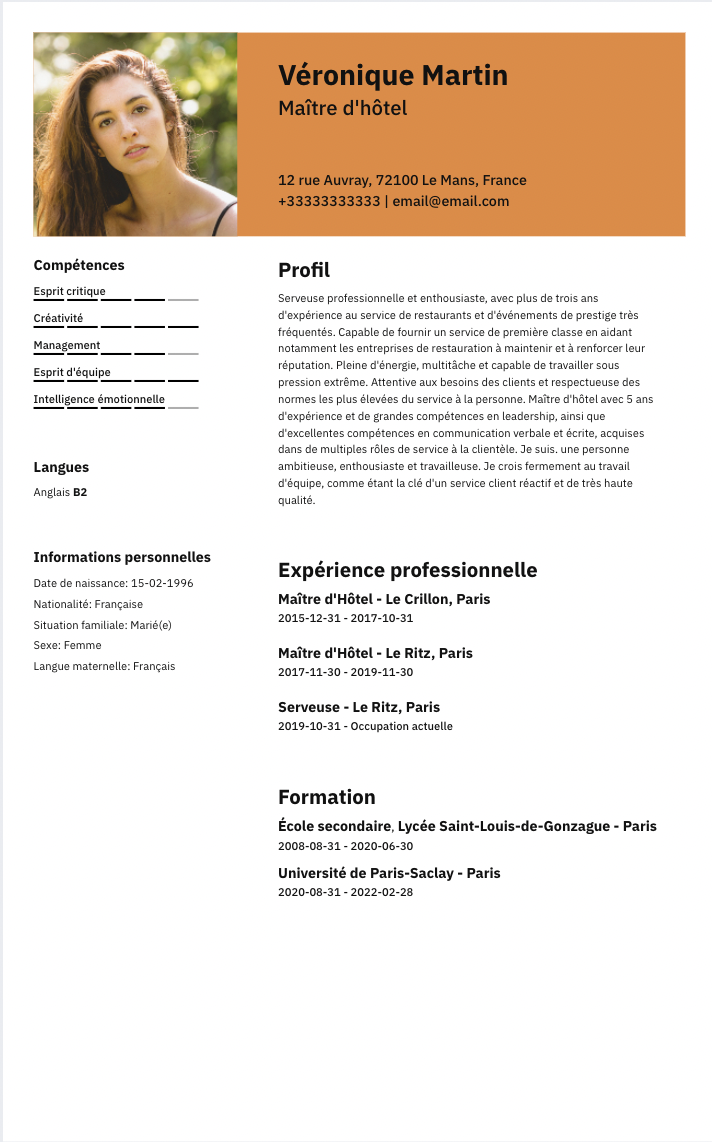 Véronique Martin
Maître d'hôtel
12 rue Auvray, 72100 Le Mans, France
+33333333333 | email@email.com
Compétences
Esprit critique
Créativité
Management
Esprit d'équipe
Intelligence émotionnelle
Langues
Anglais B2
Informations personnelles
Date de naissance: 15-02-1996
Nationalité: Française
Situation familiale: Marié(e)
Sexe: Femme
Langue maternelle: Français
Profil
Serveuse professionnelle et enthousiaste, avec plus de trois ans
d'expérience au service de restaurants et d'événements de prestige très
fréquentés. Capable de fournir un service de première classe en aidant
notamment les entreprises de restauration à maintenir et à renforcer leur
réputation. Pleine d'énergie, multitâche et capable de travailler sous
pression extrême. Attentive aux besoins des clients et respectueuse des
normes les plus élevées du service à la personne. Maître d'hôtel avec 5 ans
d'expérience et de grandes compétences en leadership, ainsi que
d'excellentes compétences en communication verbale et écrite, acquises
dans de multiples rôles de service à la clientèle. Je suis. une personne
ambitieuse, enthousiaste et travailleuse. Je crois fermement au travail
d'équipe, comme étant la clé d'un service client réactif et de très haute
qualité.
Expérience professionnelle
Maître d'Hôtel - Le Crillon, Paris
2015-12-31 - 2017-10-31
Maître d'Hôtel - Le Ritz, Paris
2017-11-30 - 2019-11-30
Serveuse - Le Ritz, Paris
2019-10-31 - Occupation actuelle
Formation
École secondaire, Lycée Saint-Louis-de-Gonzague - Paris
2008-08-31 - 2020-06-30
Université de Paris-Saclay - Paris
2020-08-31 - 2022-02-28